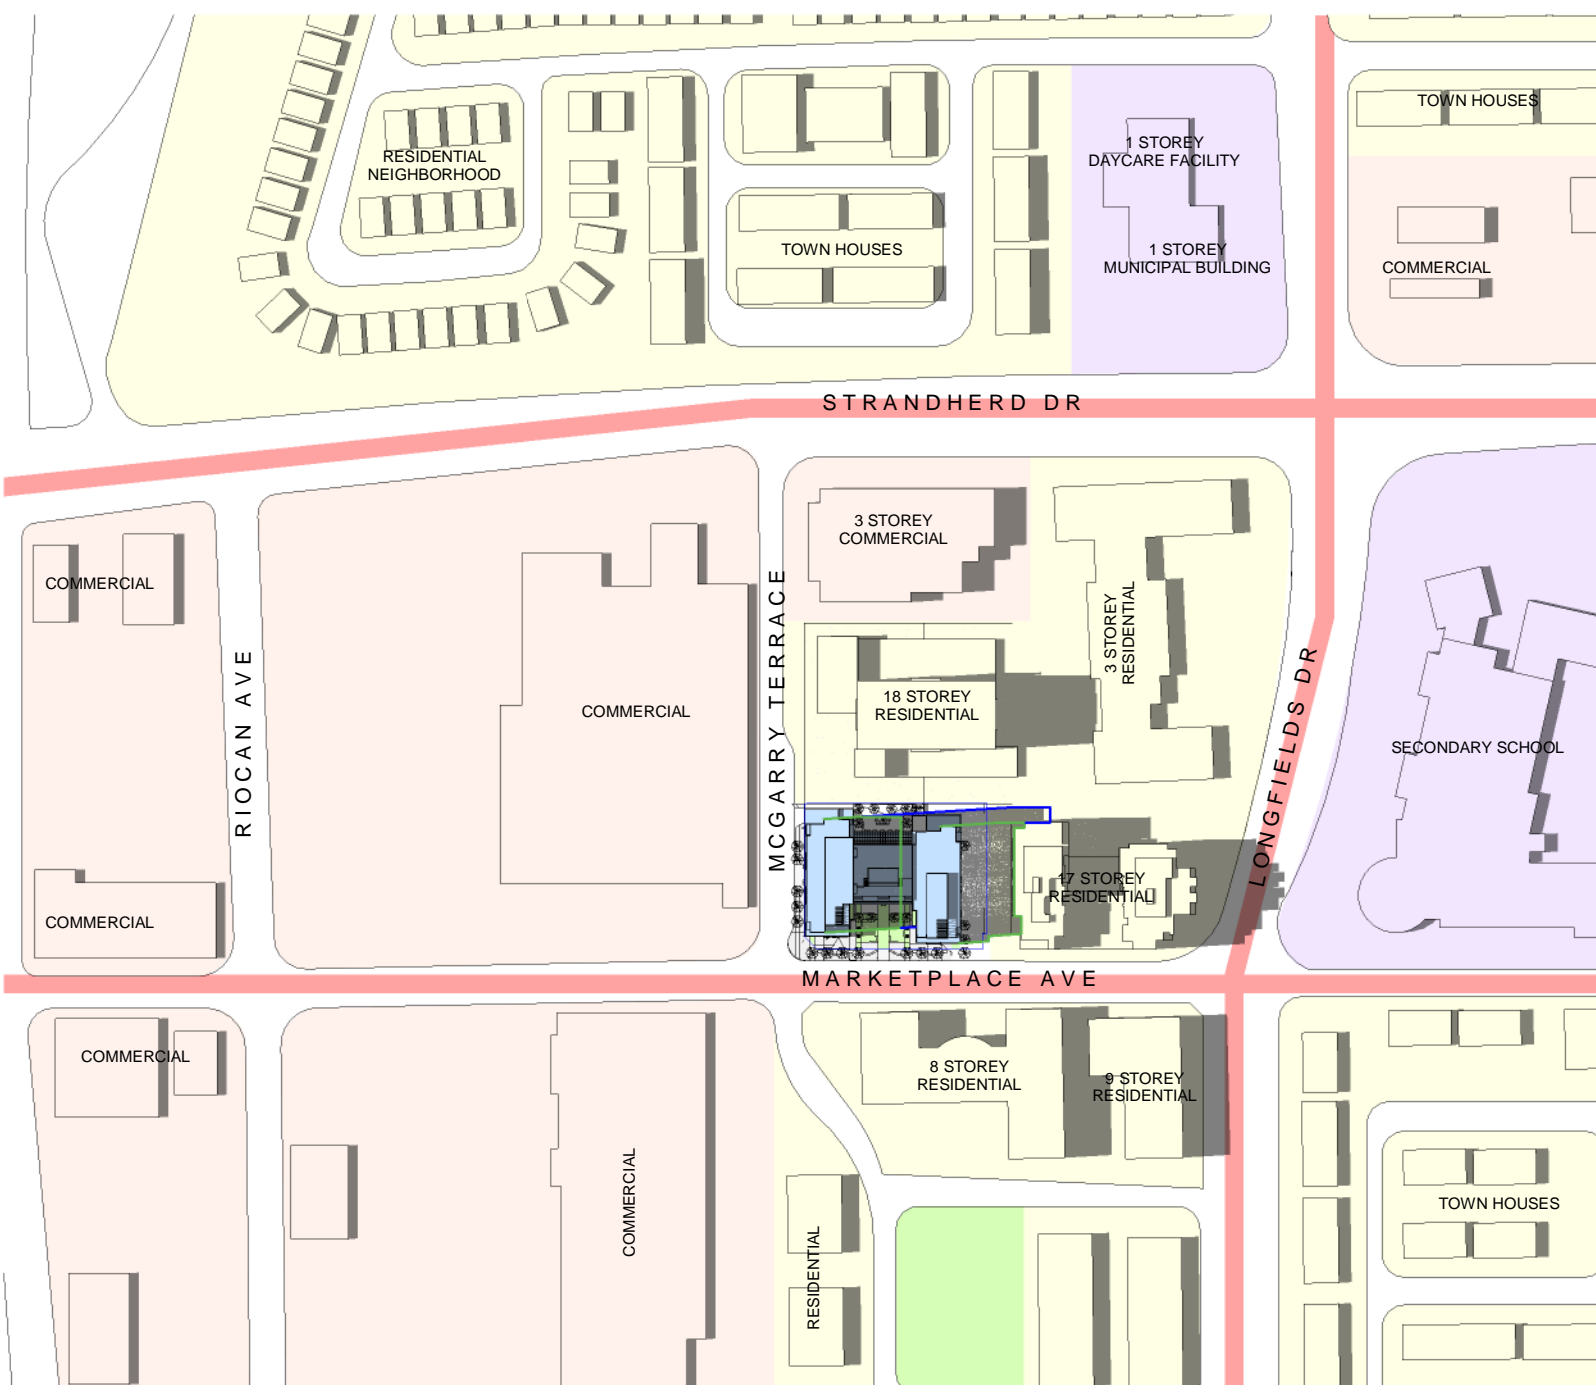 TOWN HOUSES
1 STOREY
DAYCARE FACILITY
RESIDENTIAL
NEIGHBORHOOD
TOWN HOUSES
1 STOREY
MUNICIPAL BUILDING
COMMERCIAL
STRANDHERD DR
3 STOREY
COMMERCIAL
COMMERCIAL
MCGARRY TERRACE
3 STOREY
RESIDENTIAL
RIOCAN AVE
LONGFIELDS DR
18 STOREY
RESIDENTIAL
COMMERCIAL
SECONDARY SCHOOL
17 STOREY
RESIDENTIAL
COMMERCIAL
MARKETPLACE AVE
COMMERCIAL
8 STOREY
RESIDENTIAL
9 STOREY
RESIDENTIAL
COMMERCIAL
TOWN HOUSES
RESIDENTIAL